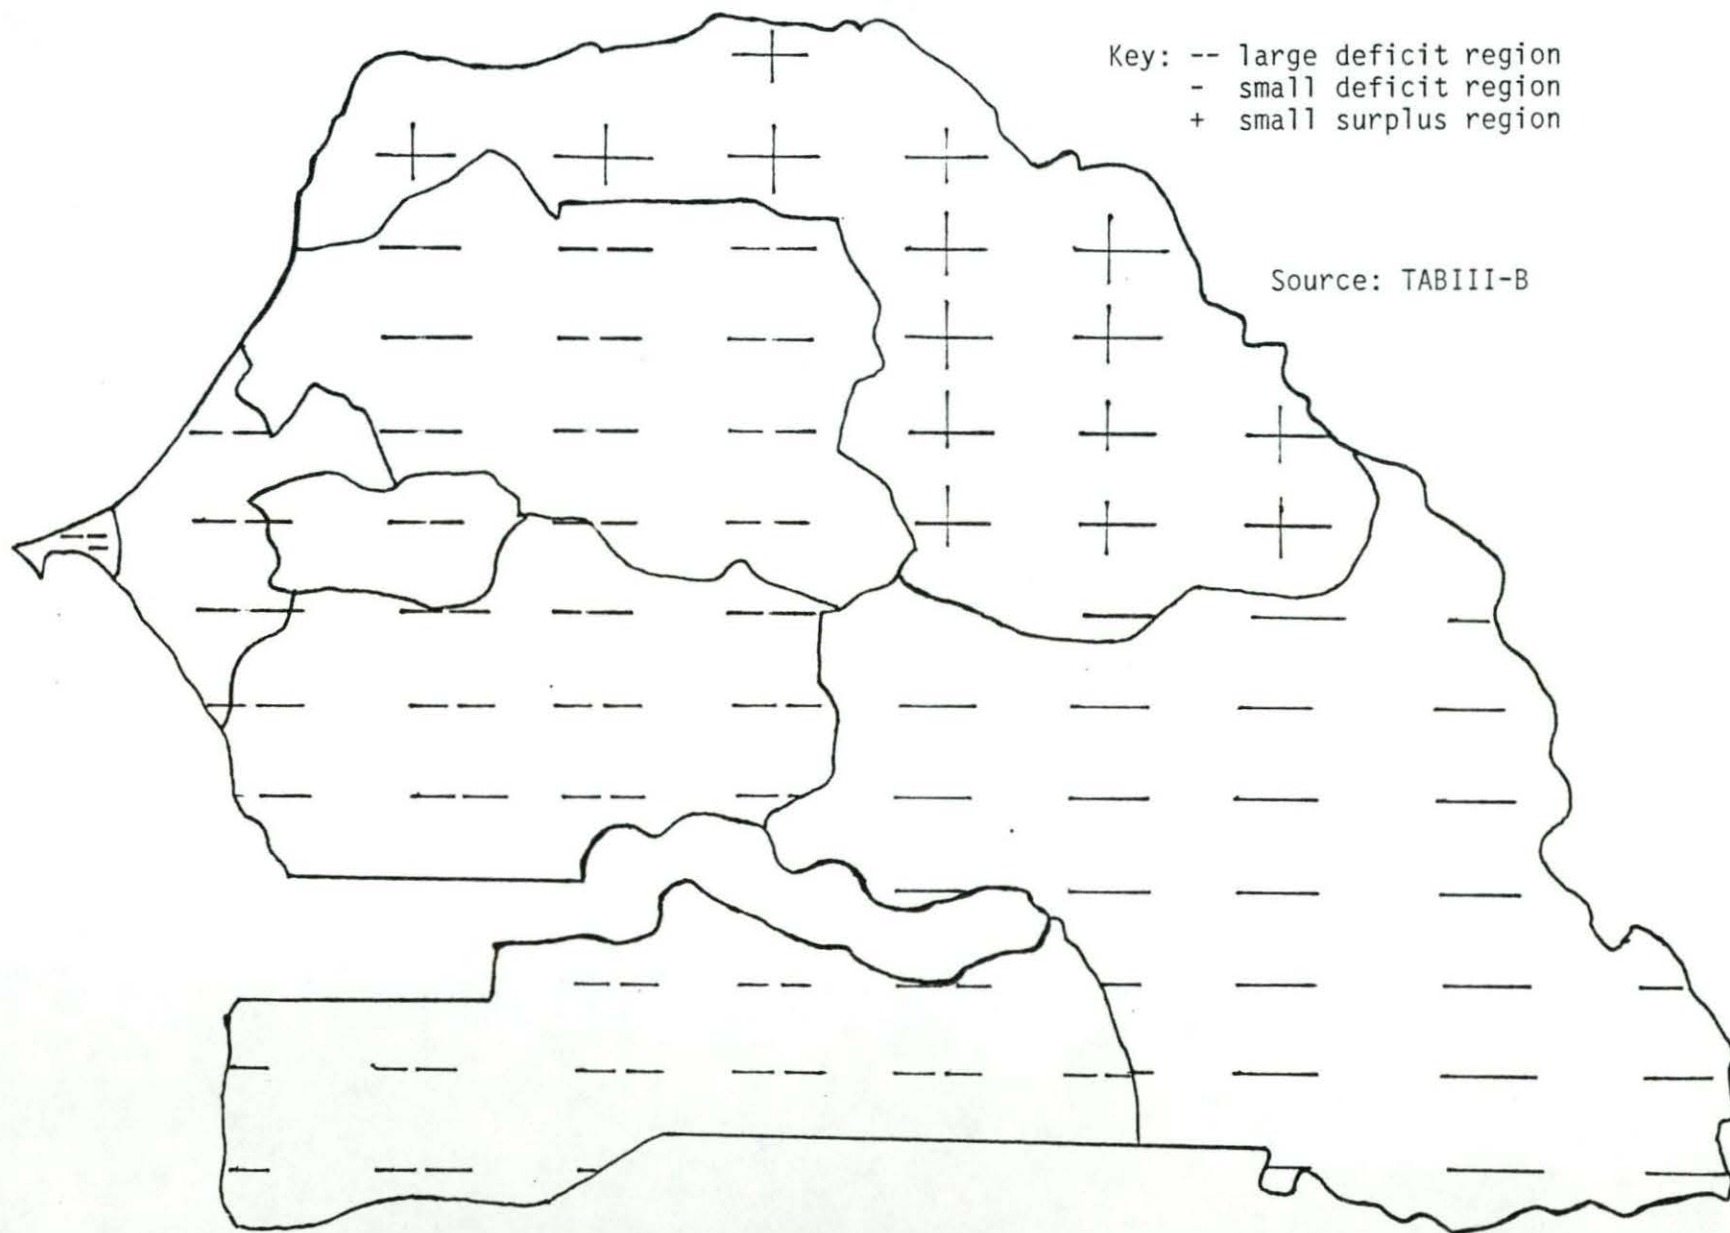 Key: -- large deficit region
- small deficit region
+ small surplus region
Source: TABIII-B